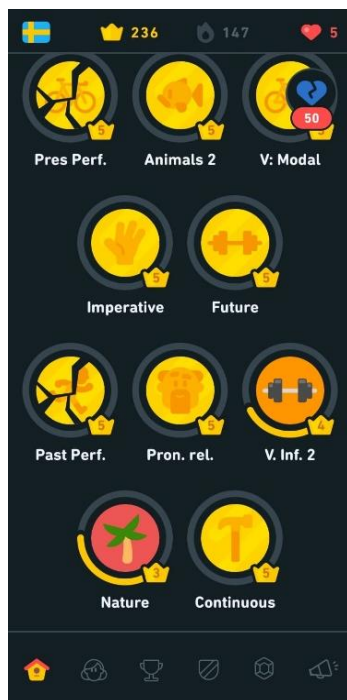 236 147 5
5 5 5
50
Pres Perf. Animals 2 V: Modal
5 5
Imperative Future
5 5 4
Past Perf. Pron. rel. V. Inf. 2
3 5
Nature Continuous